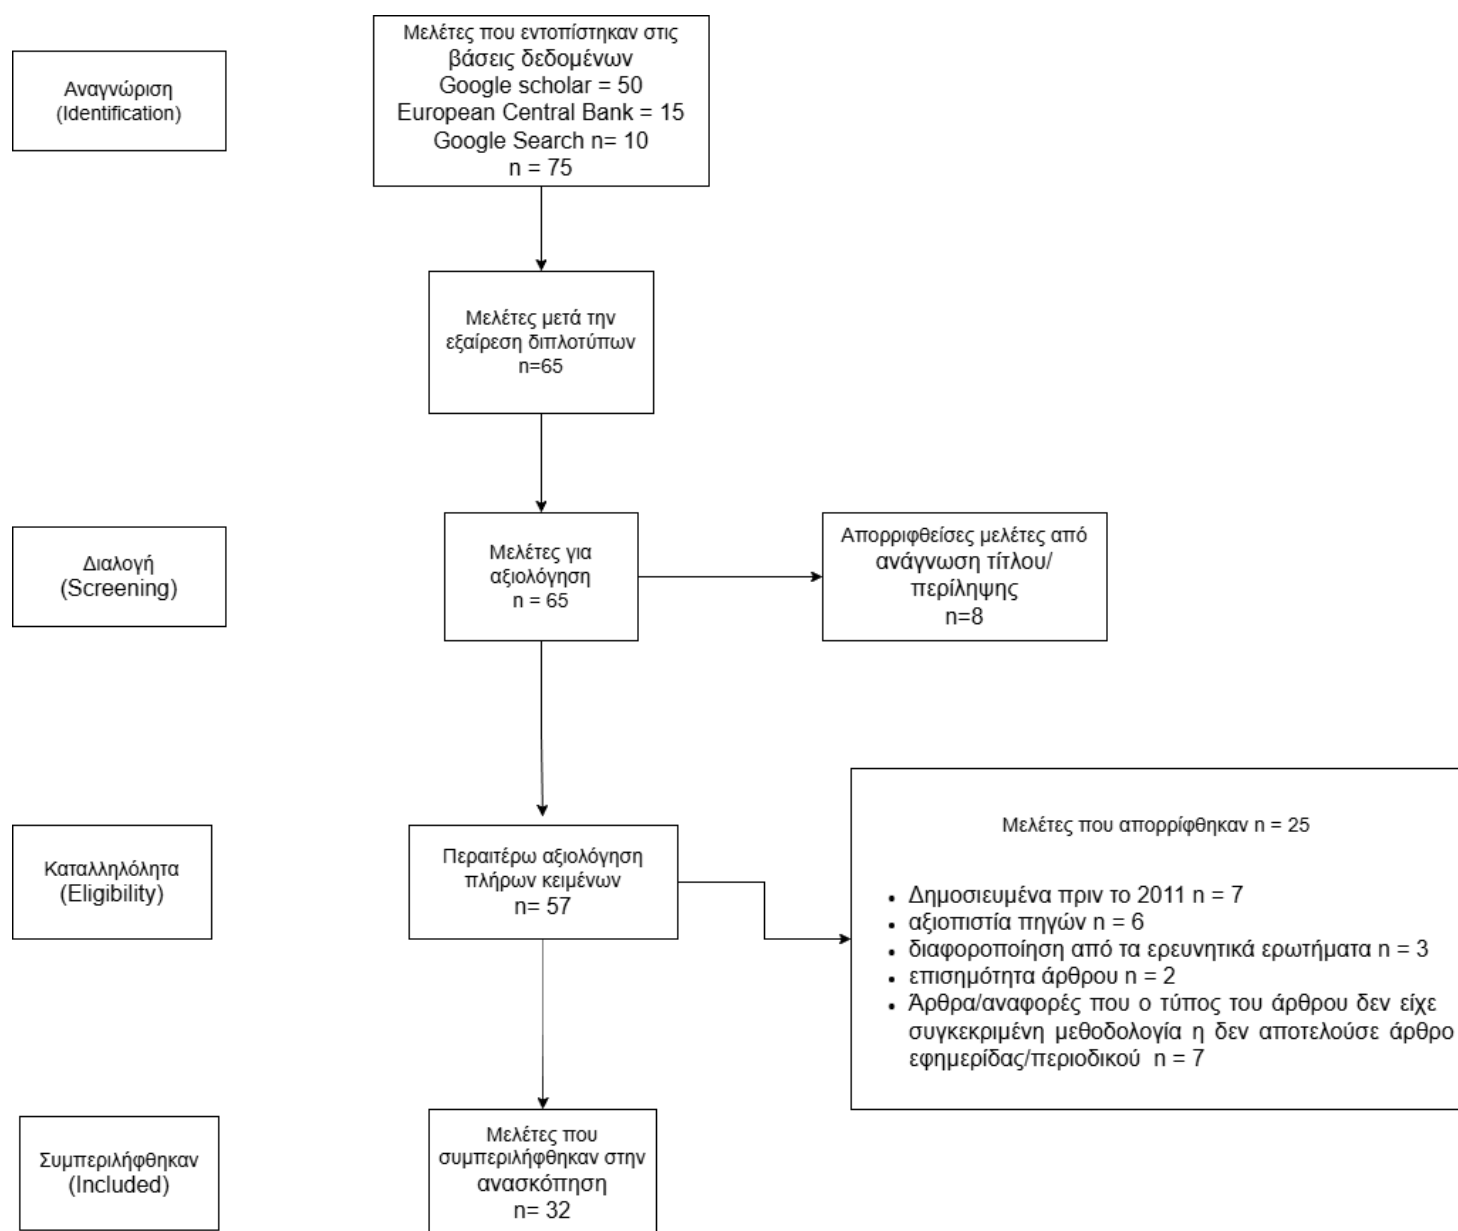 Αναγνώριση
(Identification)
Μελέτες που εντοπίστηκαν στις
βάσεις δεδομένων
Google scholar = 50
European Central Bank = 15
Google Search n= 10
n = 75
Μελέτες μετά την
εξαίρεση διπλοτύπων
n=65
Διαλογή
(Screening)
Μελέτες για
αξιολόγηση
n = 65
Απορριφθείσες μελέτες από
ανάγνωση τίτλου/
περίληψης
n=8
Καταλληλόλητα
(Eligibility)
Περαιτέρω αξιολόγηση
πλήρων κειμένων
n= 57
Μελέτες που απορρίφθηκαν n = 25
• Δημοσιευμένα πριν το 2011 n = 7
• αξιοπιστία πηγών n = 6
• διαφοροποίηση από τα ερευνητικά ερωτήματα n = 3
• επισημότητα άρθρου n = 2
• Άρθρα/αναφορές που ο τύπος του άρθρου δεν είχε
συγκεκριμένη μεθοδολογία η δεν αποτελούσε άρθρο
εφημερίδας/περιοδικού n = 7
Συμπεριλήφθηκαν
(Included)
Μελέτες που
συμπεριλήφθηκαν στην
ανασκόπηση
n= 32